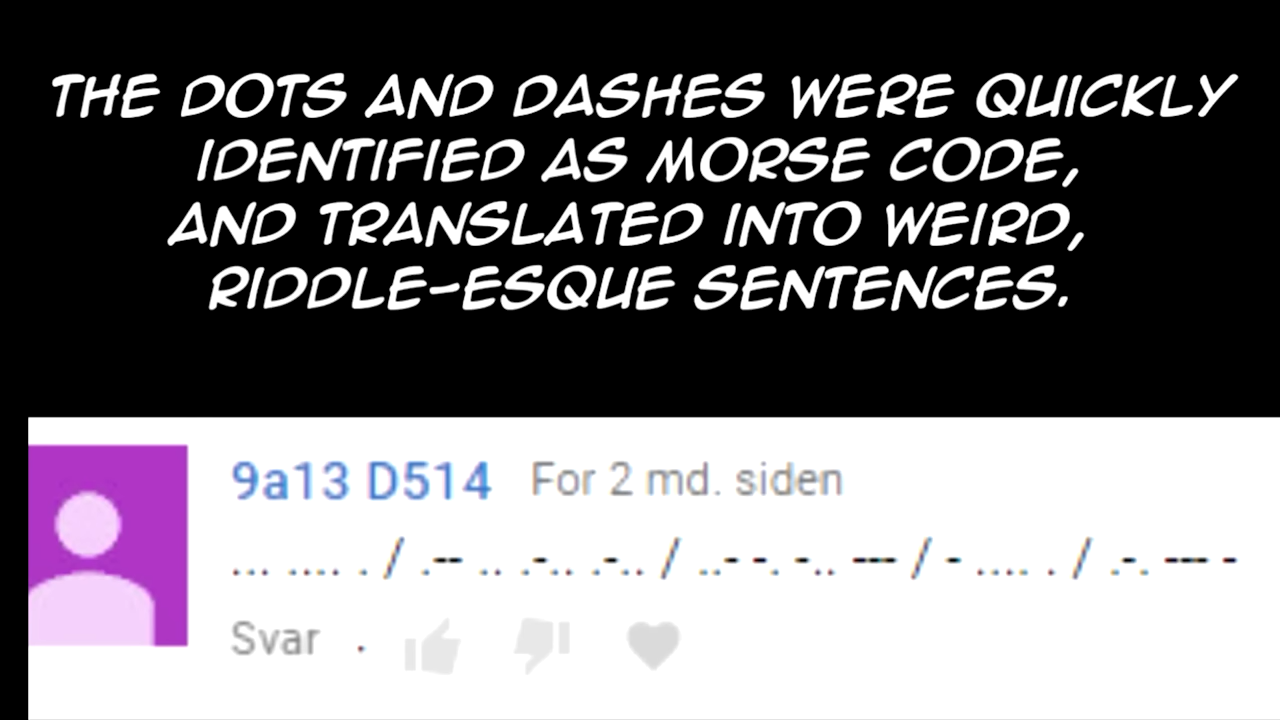 THE DOTS AND DASHES WERE QUICKLY
IDENTIFIED AS MORSE CODE,
AND TRANSLATED INTO WEIRD,
RIDDLE-ESQUE SENTENCES.
9a13 D514 For 2 md. siden
... .... . / .-- .. .-.. .-.. / ..- -. -.. --- / - .... . / .-. --- -
Svar .